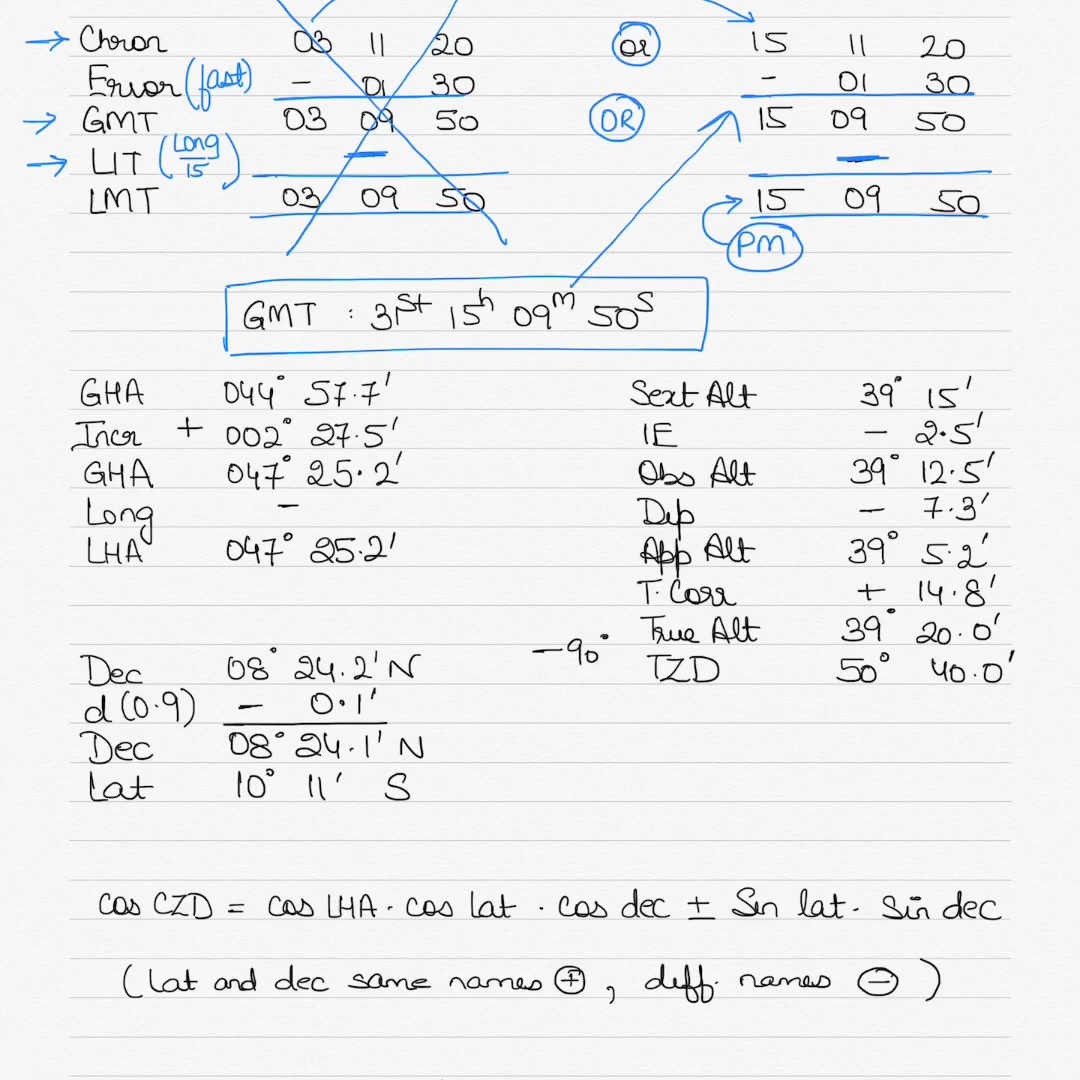 → Chron 03 11 20 or 15 11 20
Error (fast) - 01 30 - 01 30
→ GMT 03 09 50 OR 15 09 50
→ LIT (Long/15) — —
LMT 03 09 50 15 09 50
PM
GMT : 31st 15h 09m 50s
GHA 044° 57.7' Sext Alt 39° 15'
Incr + 002° 27.5' IE - 2.5'
GHA 047° 25.2' Obs Alt 39° 12.5'
Long - Dip - 7.3'
LHA 047° 25.2' App Alt 39° 5.2'
T. Corr + 14.8'
-90° True Alt 39° 20.0'
Dec 08° 24.2' N TZD 50° 40.0'
d (0.9) - 0.1'
Dec 08° 24.1' N
Lat 10° 11' S
cos CZD = cos LHA . cos lat . cos dec ± Sin lat . Sin dec
(lat and dec same names ⊕, diff. names ⊖)